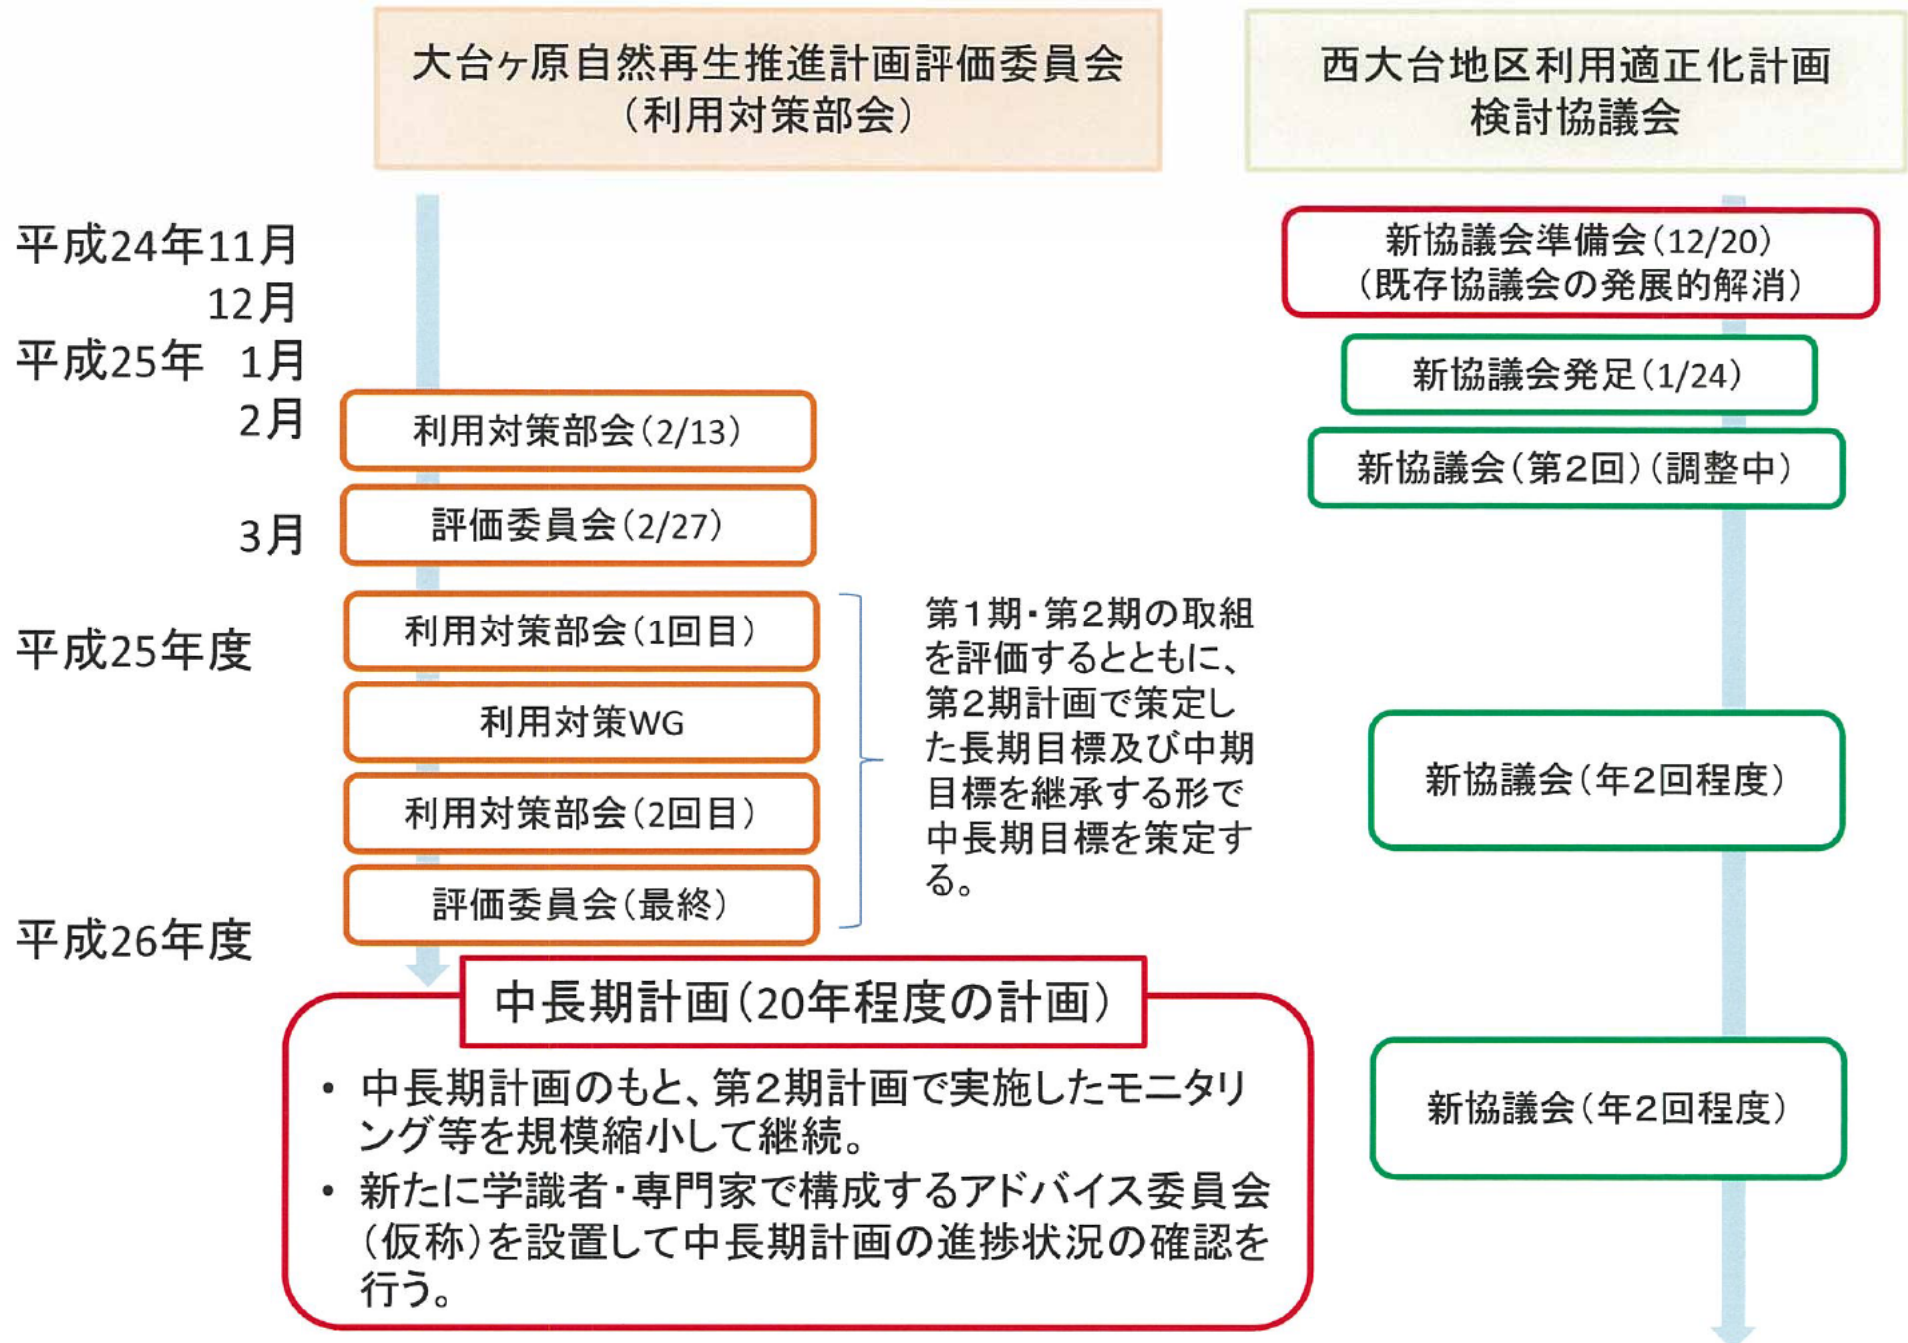 大台ヶ原自然再生推進計画評価委員会
（利用対策部会）
西大台地区利用適正化計画
検討協議会
平成24年11月
12月
平成25年 1月
2月
3月
平成25年度
平成26年度
利用対策部会（2/13）
評価委員会（2/27）
利用対策部会（1回目）
利用対策WG
利用対策部会（2回目）
評価委員会（最終）
第１期・第２期の取組
を評価するとともに、
第２期計画で策定し
た長期目標及び中期
目標を継承する形で
中長期目標を策定す
る。
新協議会準備会（12/20）
（既存協議会の発展的解消）
新協議会発足（1/24）
新協議会（第２回）（調整中）
新協議会（年２回程度）
新協議会（年２回程度）
中長期計画（20年程度の計画）
・ 中長期計画のもと、第２期計画で実施したモニタリ
ング等を規模縮小して継続。
・ 新たに学識者・専門家で構成するアドバイス委員会
（仮称）を設置して中長期計画の進捗状況の確認を
行う。